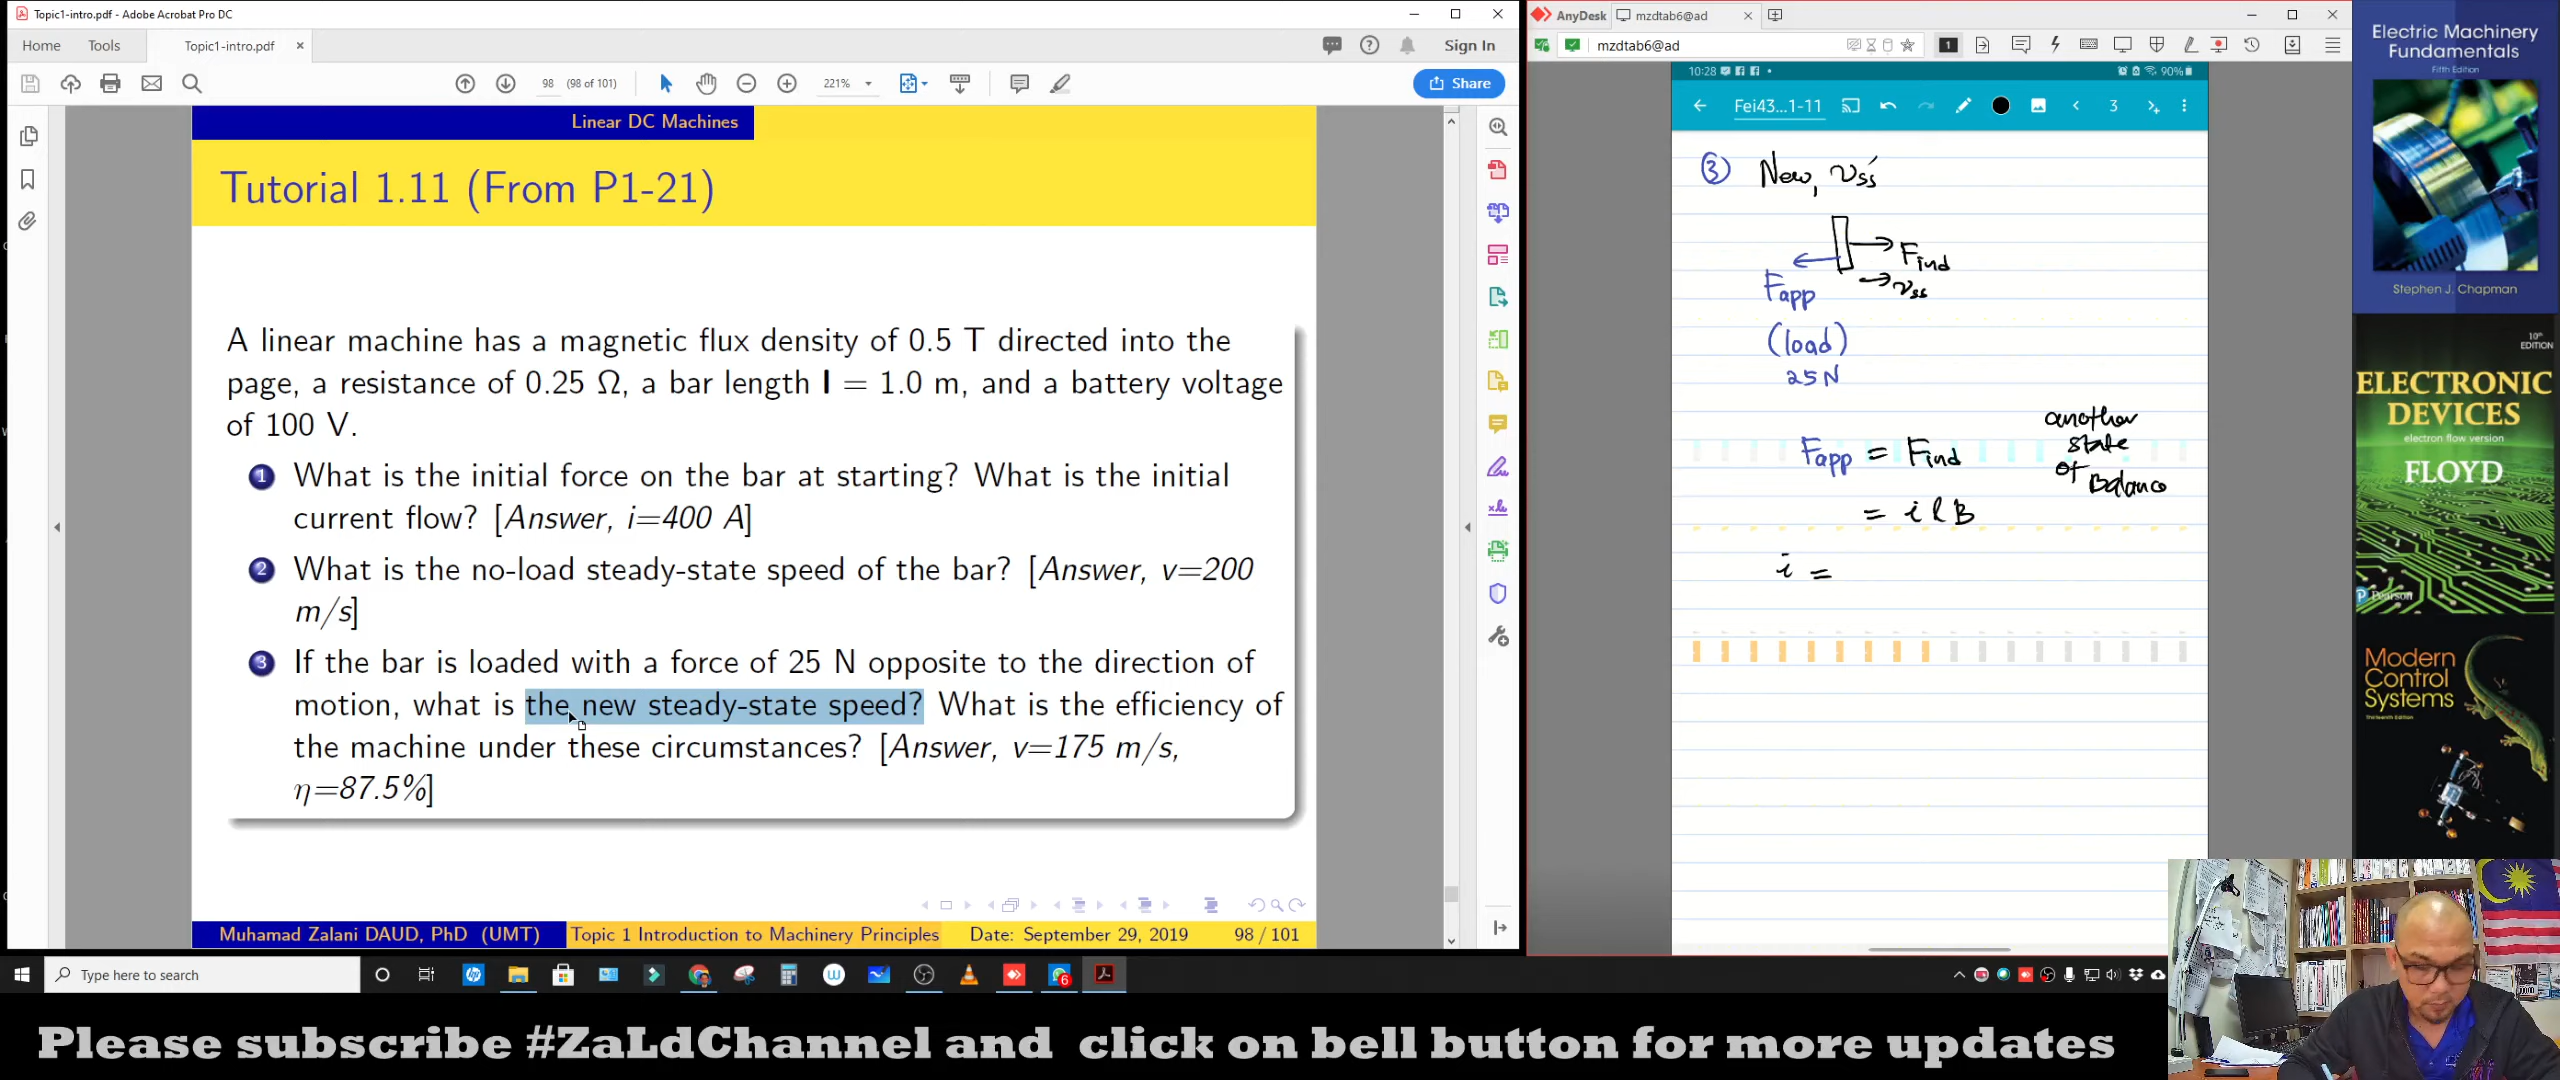 Topic1-intro.pdf - Adobe Acrobat Pro DC
Home
Tools
Topic1-intro.pdf
Sign In
98
(98 of 101)
221%
Share
Linear DC Machines
Tutorial 1.11 (From P1-21)
A linear machine has a magnetic flux density of 0.5 T directed into the
page, a resistance of 0.25 Ω, a bar length l = 1.0 m, and a battery voltage
of 100 V.
1 What is the initial force on the bar at starting? What is the initial
current flow? [Answer, i=400 A]
2 What is the no-load steady-state speed of the bar? [Answer, v=200
m/s]
3 If the bar is loaded with a force of 25 N opposite to the direction of
motion, what is the new steady-state speed? What is the efficiency of
the machine under these circumstances? [Answer, v=175 m/s,
η=87.5%]
Muhamad Zalani DAUD, PhD (UMT)
Topic 1 Introduction to Machinery Principles
Date: September 29, 2019
98 / 101
AnyDesk
mzdtab6@ad
mzdtab6@ad
1
10:28
90%
Fei43...1-11
3
③ New, vss'
Find
vss
Fapp
(load)
25 N
another
state
of Balance
Fapp = Find
= i l B
i =
Electric Machinery
Fundamentals
Fifth Edition
Stephen J. Chapman
10th
EDITION
ELECTRONIC
DEVICES
electron flow version
FLOYD
Pearson
Modern
Control
Systems
Thirteenth Edition
Type here to search
6
Please subscribe #ZaLdChannel and click on bell button for more updates